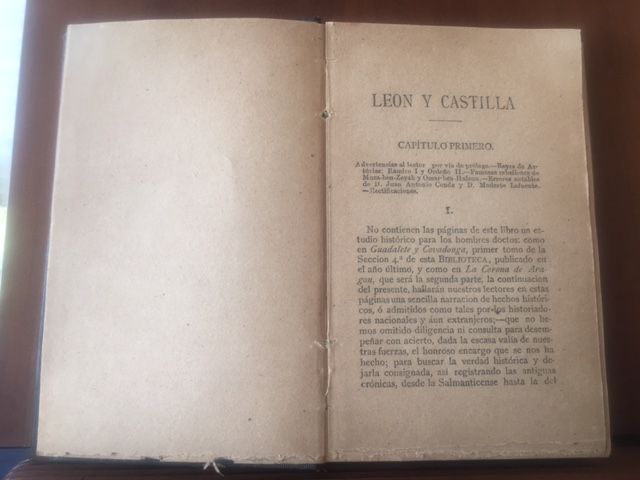 LEON Y CASTILLA
CAPÍTULO PRIMERO.
Advertencias al lector por via de prólogo.—Reyes de As-
túrias: Ramiro I y Ordoño II.—Famosas rebeliones de
Muza-ben-Zeyah y Omar-ben-Hafsun.—Errores notables
de D. Juan Antonio Conde y D. Modesto Lafuente.
—Rectificaciones.
I.
No contienen las páginas de este libro un es-
tudio histórico para los hombres doctos: como
en Guadalete y Covadonga, primer tomo de la
Seccion 4.ª de esta BIBLIOTECA, publicado en
el año último, y como en La Corona de Ara-
gon, que será la segunda parte, la continuacion
del presente, hallarán nuestros lectores en estas
páginas una sencilla narracion de hechos históri-
cos, ó admitidos como tales por los historiado-
res nacionales y áun extranjeros;—que no he-
mos omitido diligencia ni consulta para desem-
peñar con acierto, dada la escasa valía de nues-
tras fuerzas, el honroso encargo que se nos ha
hecho; para buscar la verdad histórica y de-
jarla consignada, así registrando las antiguas
crónicas, desde la Salmanticense hasta la del